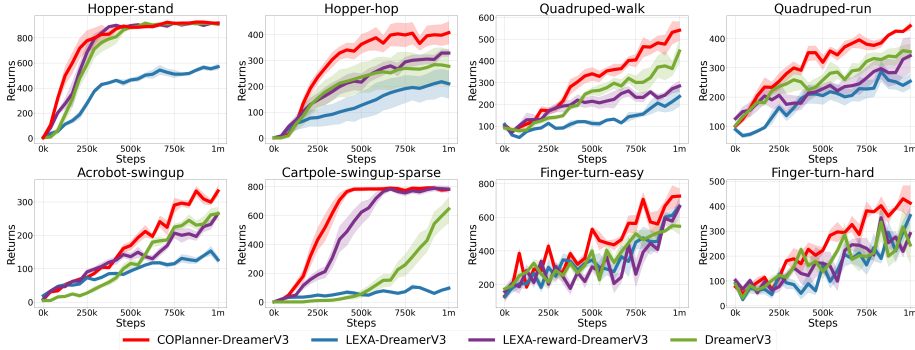 Hopper-stand
Returns
800
600
400
200
0
0k 250k 500k 750k 1m
Steps
Hopper-hop
Returns
400
300
200
100
0
0k 250k 500k 750k 1m
Steps
Quadruped-walk
Returns
600
500
400
300
200
100
0k 250k 500k 750k 1m
Steps
Quadruped-run
Returns
400
300
200
100
0k 250k 500k 750k 1m
Steps
Acrobot-swingup
Returns
300
200
100
0
0k 250k 500k 750k 1m
Steps
Cartpole-swingup-sparse
Returns
800
600
400
200
0
0k 250k 500k 750k 1m
Steps
Finger-turn-easy
Returns
800
600
400
200
0k 250k 500k 750k 1m
Steps
Finger-turn-hard
Returns
500
400
300
200
100
0
0k 250k 500k 750k 1m
Steps
COPlanner-DreamerV3 LEXA-DreamerV3 LEXA-reward-DreamerV3 DreamerV3